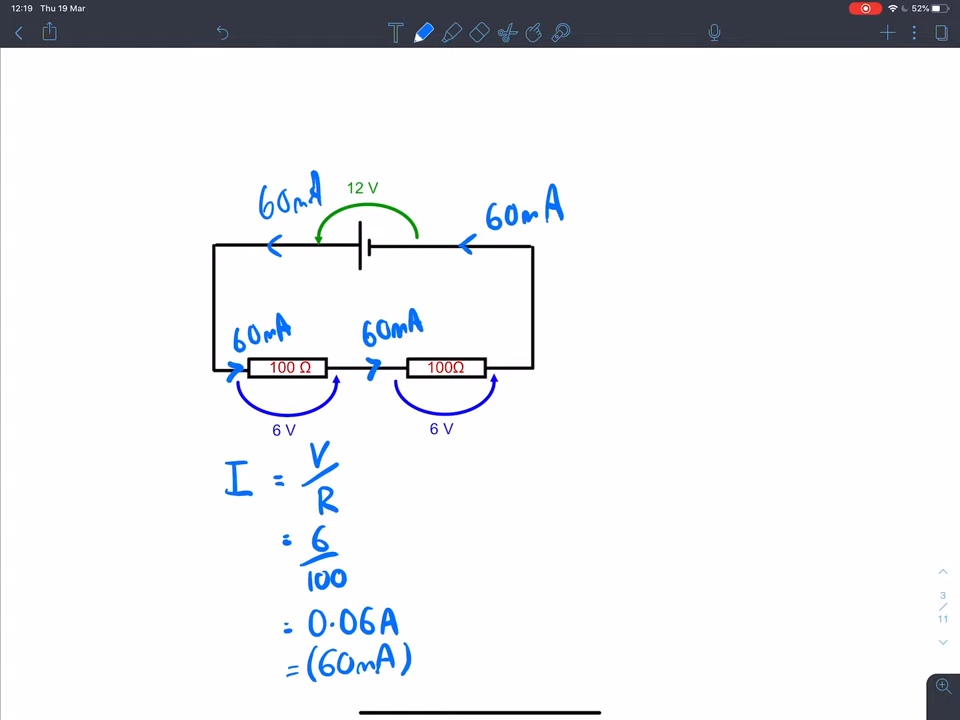 12:19 Thu 19 Mar
52%
T
60mA
12 V
60mA
60mA
60mA
100 Ω
100Ω
6 V
6 V
I = V/R
= 6/100
= 0.06A
= (60mA)
3
/
11